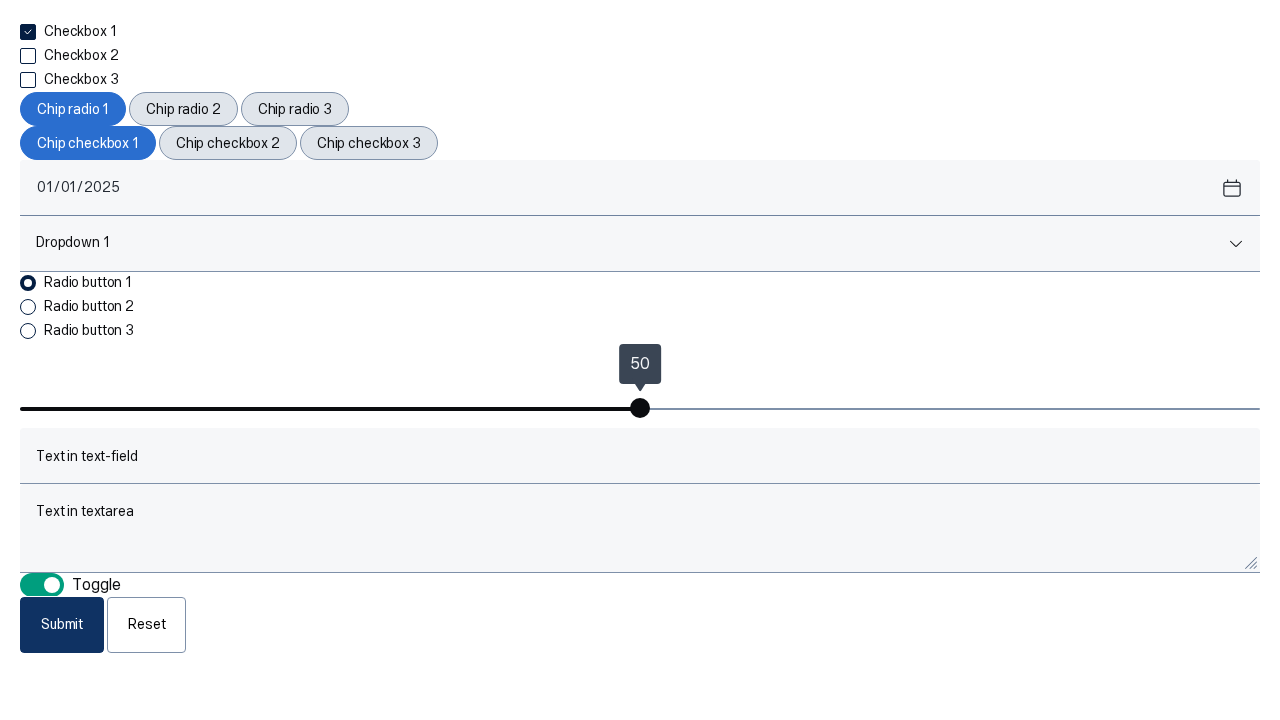 Checkbox 1
Checkbox 2
Checkbox 3
Chip radio 1 Chip radio 2 Chip radio 3
Chip checkbox 1 Chip checkbox 2 Chip checkbox 3
01/01/2025
Dropdown 1
Radio button 1
Radio button 2
Radio button 3
50
Text in text-field
Text in textarea
Toggle
Submit Reset